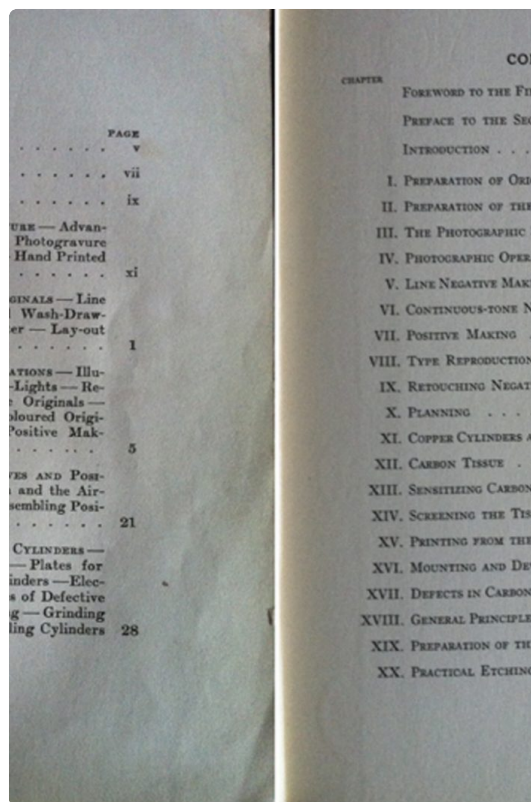 PAGE
. . . . . . v
. . . . . . vii
. . . . . . ix
URE — Advan-
Photogravure
Hand Printed
. . . . . . xi
GINALS — Line
Wash-Draw-
er — Lay-out
. . . . . . 1
ATIONS — Illu-
-Lights — Re-
Originals —
oloured Origi-
Positive Mak-
. . . . . . 5
VES AND POSI-
and the Air-
sembling Posi-
. . . . . . 21
CYLINDERS —
— Plates for
inders — Elec-
s of Defective
g — Grinding
ling Cylinders 28
CO
CHAPTER
FOREWORD TO THE FI
PREFACE TO THE SE
INTRODUCTION . . .
I. PREPARATION OF ORI
II. PREPARATION OF THE
III. THE PHOTOGRAPHIC
IV. PHOTOGRAPHIC OPER
V. LINE NEGATIVE MAK
VI. CONTINUOUS-TONE N
VII. POSITIVE MAKING
VIII. TYPE REPRODUCTION
IX. RETOUCHING NEGAT
X. PLANNING . . .
XI. COPPER CYLINDERS A
XII. CARBON TISSUE .
XIII. SENSITIZING CARBON
XIV. SCREENING THE TIS
XV. PRINTING FROM THE
XVI. MOUNTING AND DE
XVII. DEFECTS IN CARBON
XVIII. GENERAL PRINCIPLE
XIX. PREPARATION OF TH
XX. PRACTICAL ETCHING